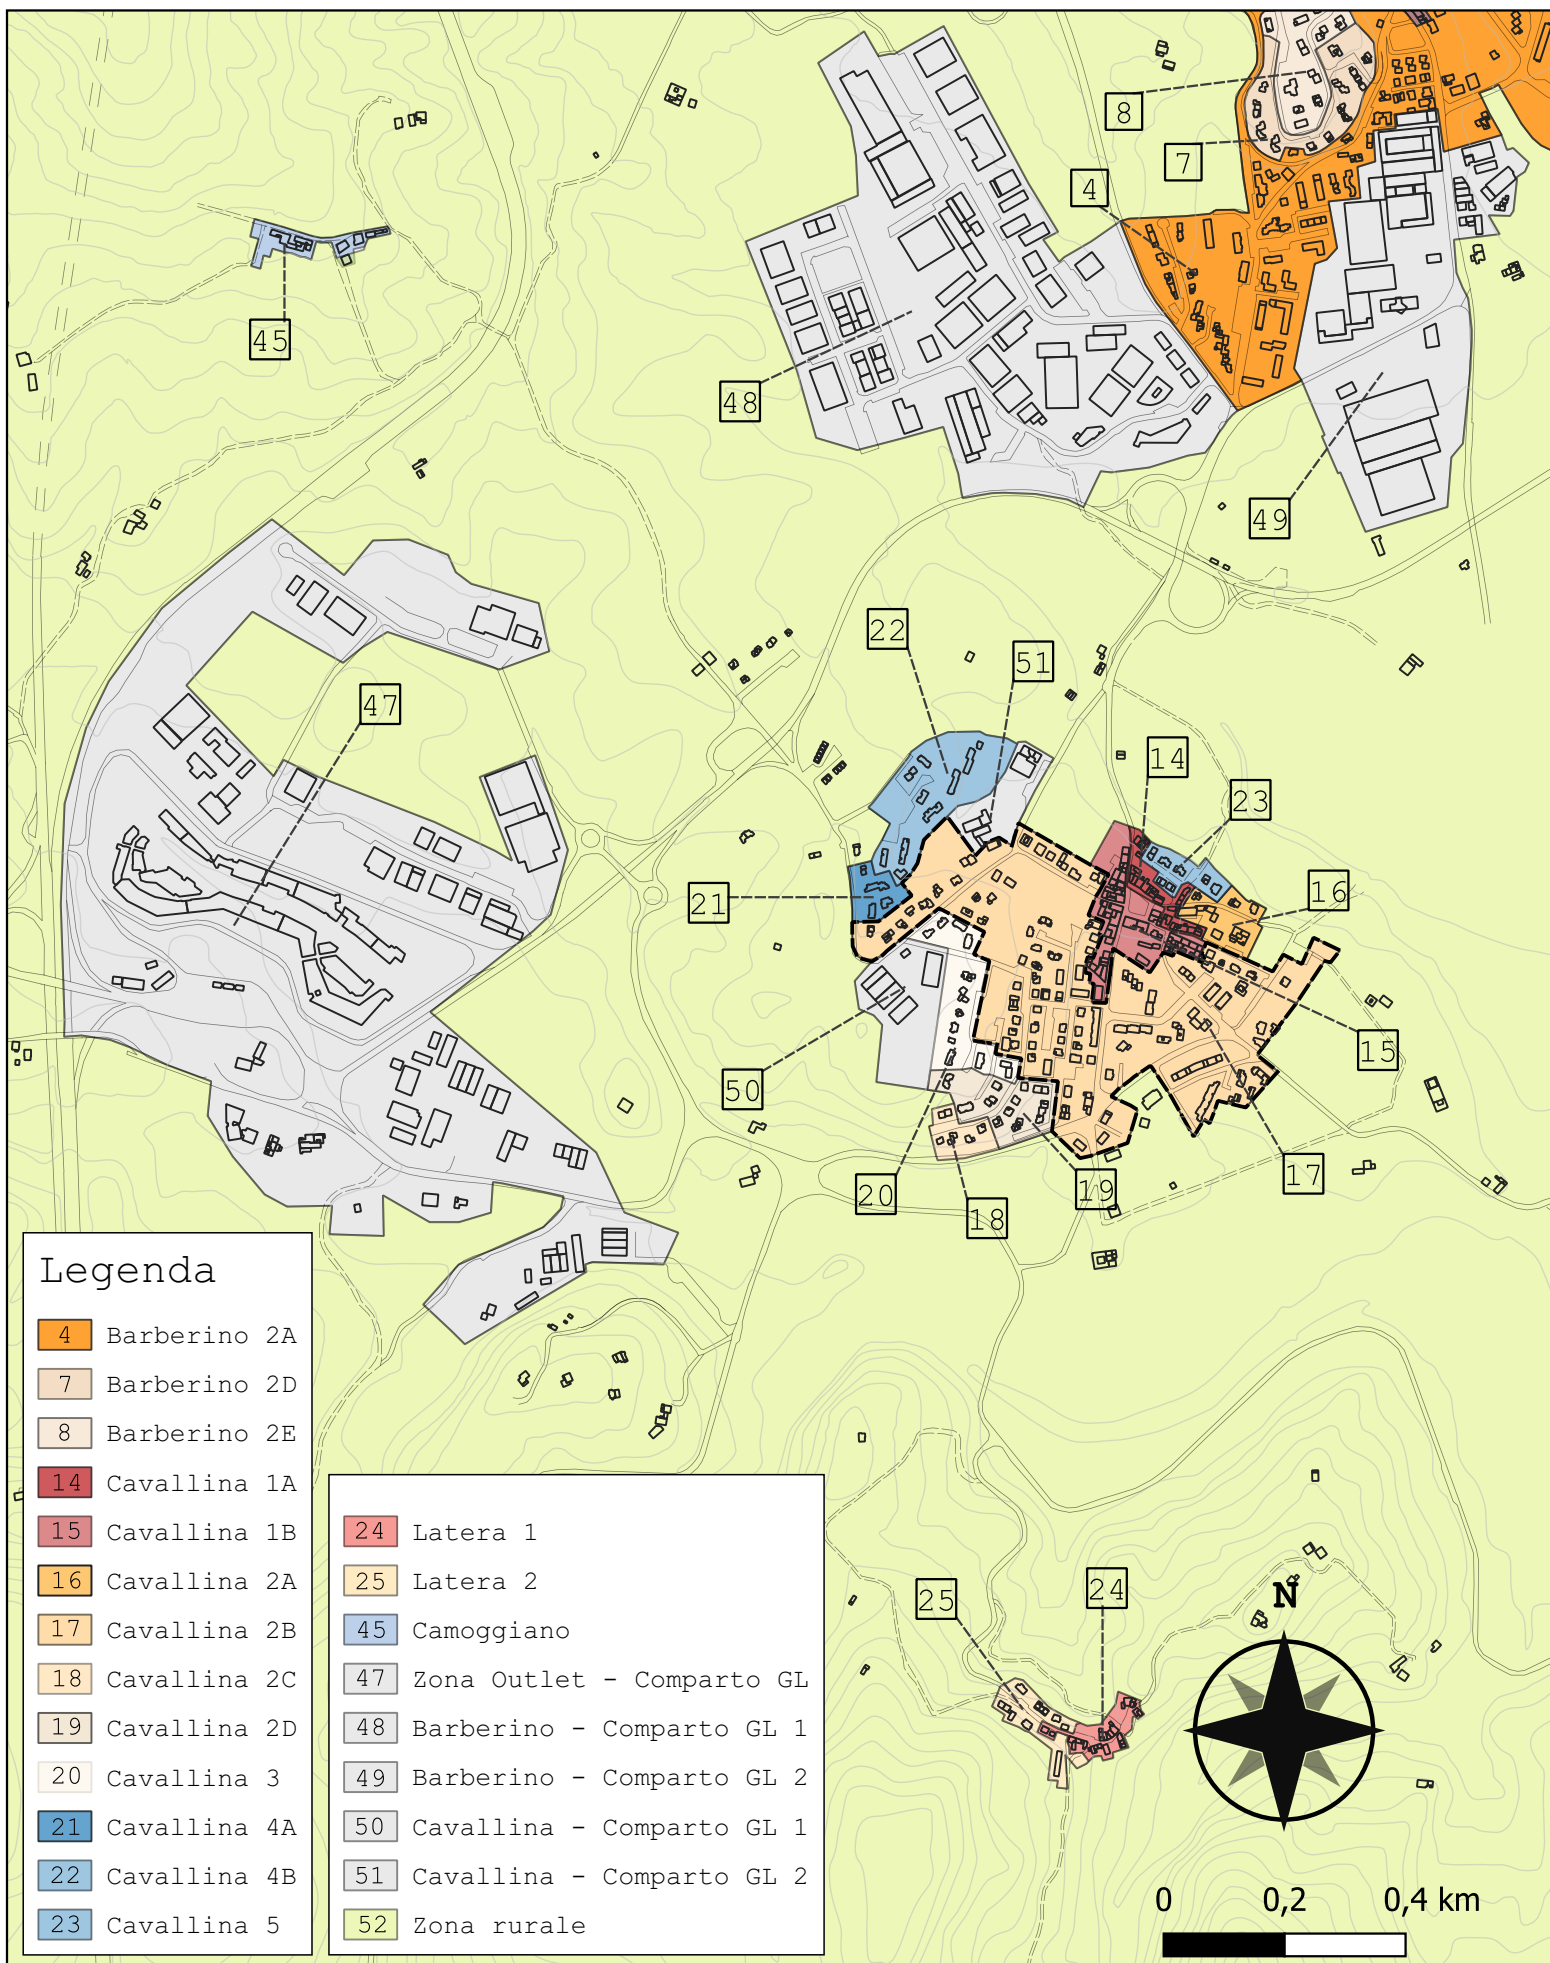 8
7
4
45
48
49
22
51
47
14
23
21
16
15
50
17
20
19
18
25
24
N
0 0,2 0,4 km
Legenda
4 Barberino 2A
7 Barberino 2D
8 Barberino 2E
14 Cavallina 1A
15 Cavallina 1B
16 Cavallina 2A
17 Cavallina 2B
18 Cavallina 2C
19 Cavallina 2D
20 Cavallina 3
21 Cavallina 4A
22 Cavallina 4B
23 Cavallina 5
24 Latera 1
25 Latera 2
45 Camoggiano
47 Zona Outlet - Comparto GL
48 Barberino - Comparto GL 1
49 Barberino - Comparto GL 2
50 Cavallina - Comparto GL 1
51 Cavallina - Comparto GL 2
52 Zona rurale